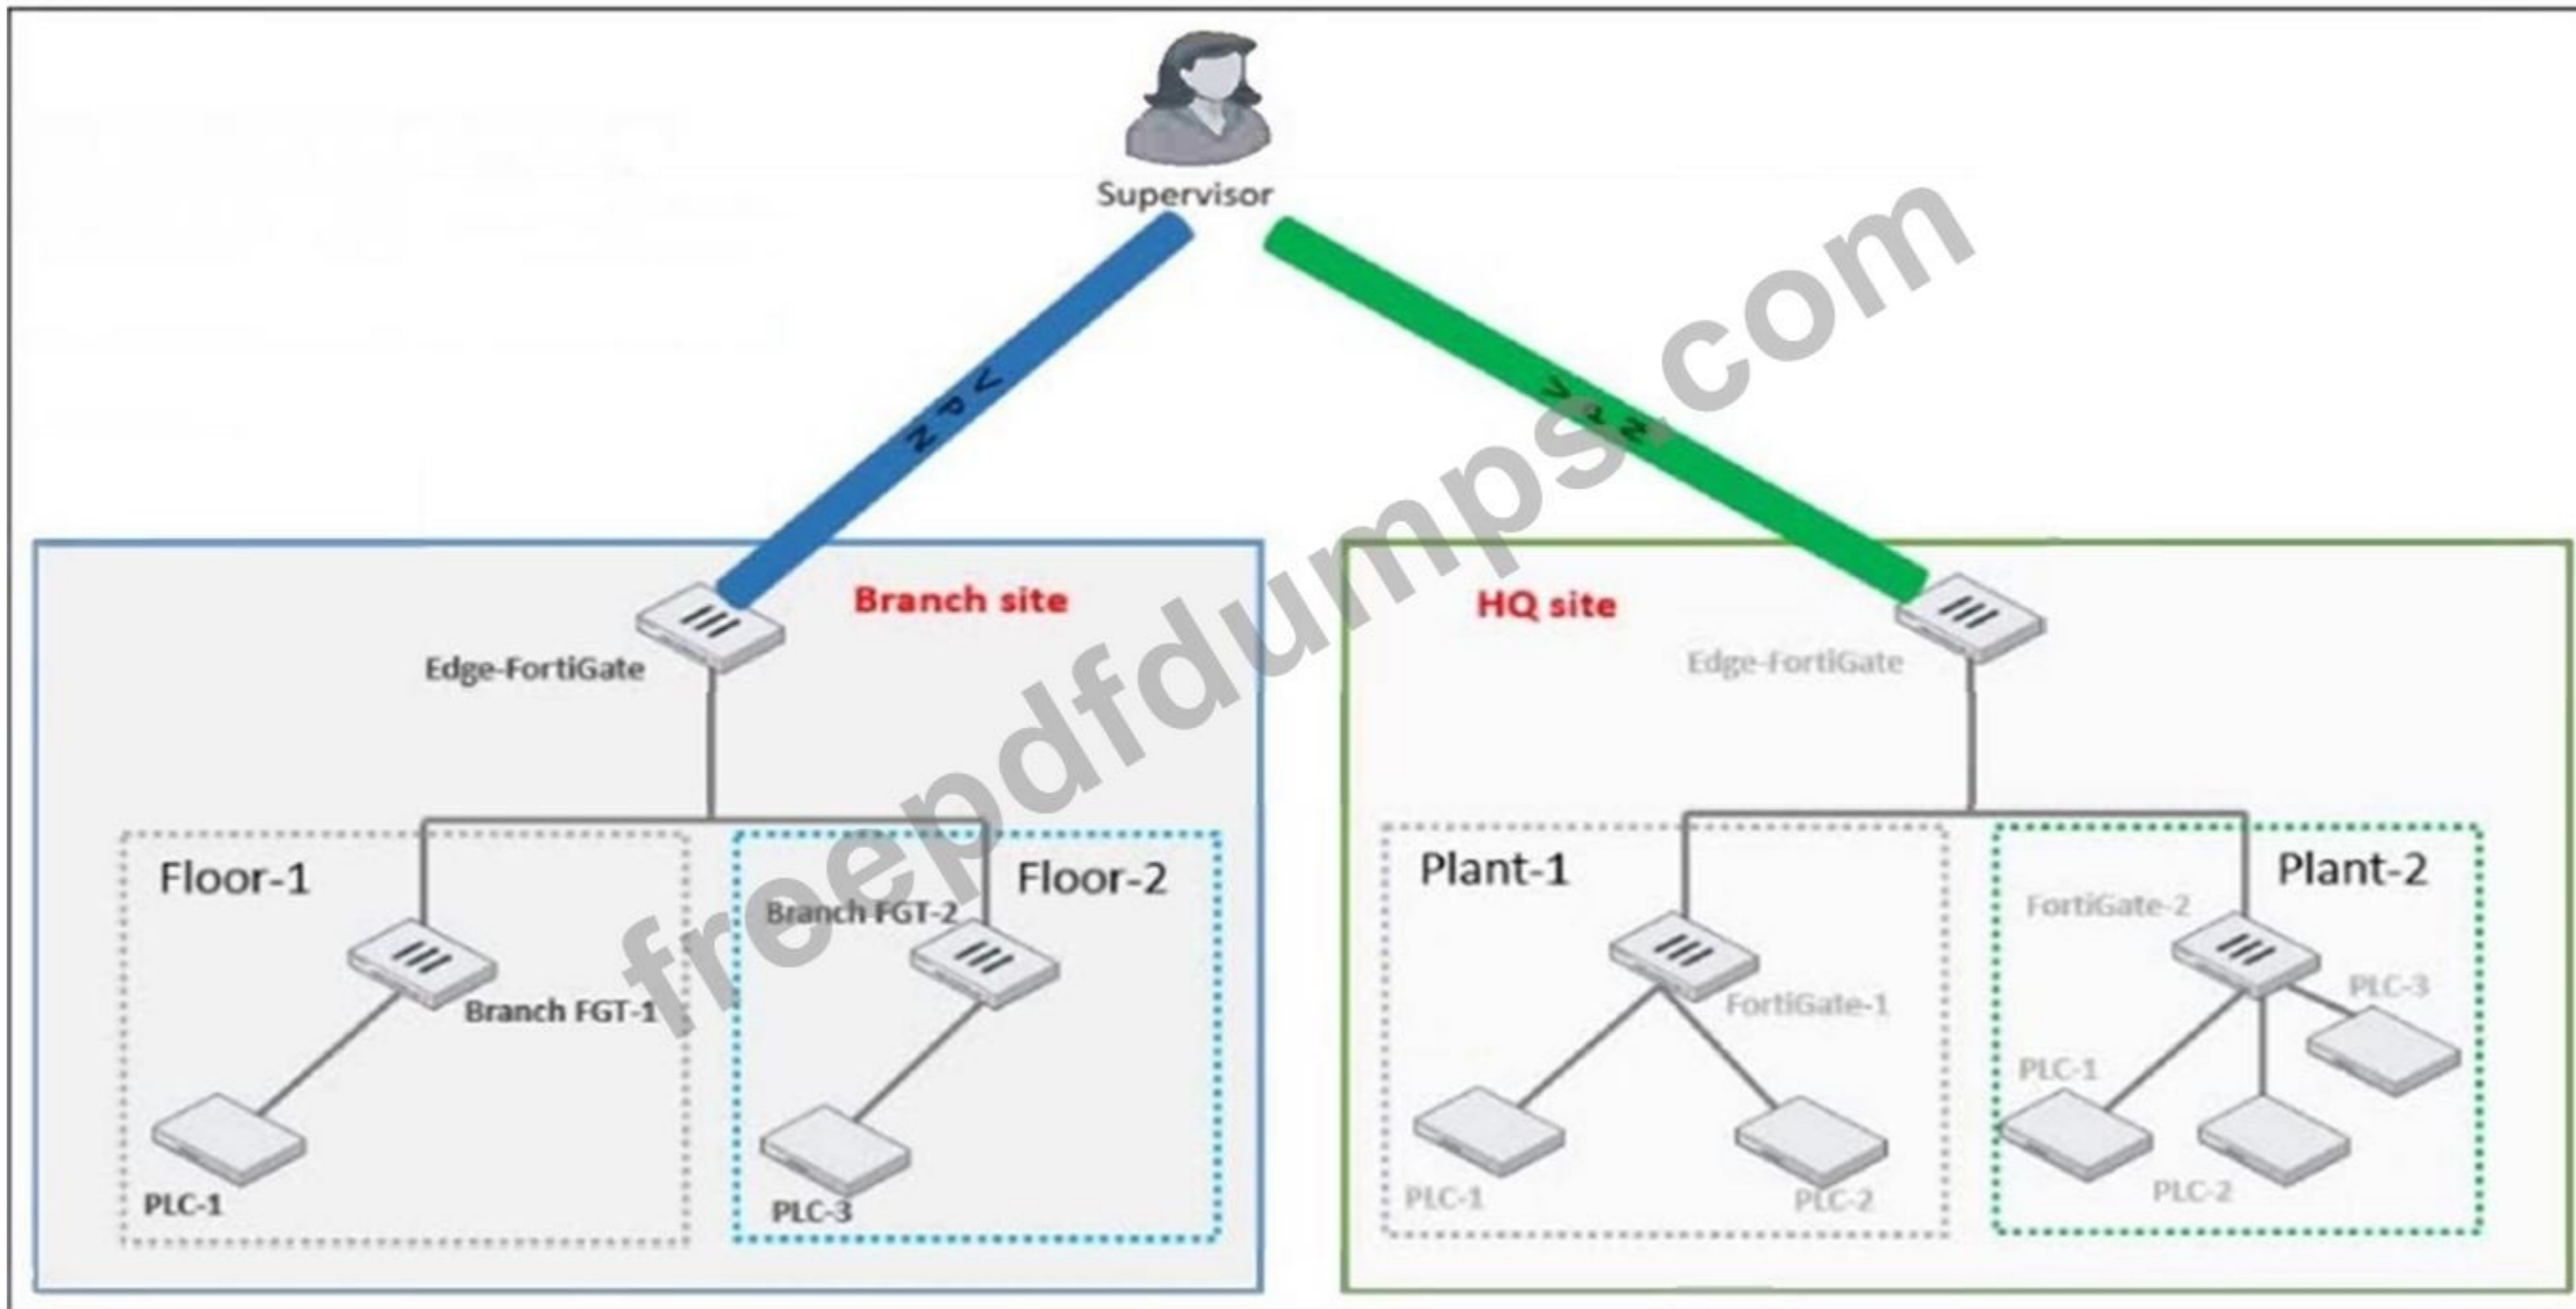 Supervisor
VPN
VPN
freepdfdumps.com
Branch site
HQ site
Edge-FortiGate
Edge-FortiGate
Floor-1
Branch FGT-2
Floor-2
Plant-1
FortiGate-2
Plant-2
Branch FGT-1
FortiGate-1
PLC-3
PLC-1
PLC-1
PLC-3
PLC-1
PLC-2
PLC-2